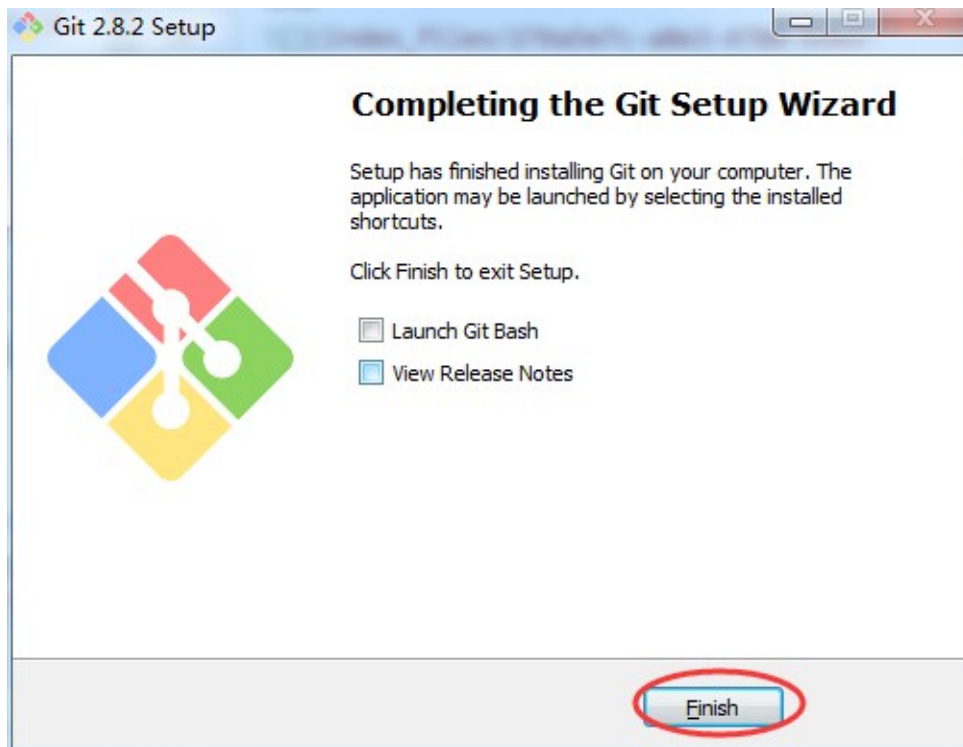 Git 2.8.2 Setup
Completing the Git Setup Wizard
Setup has finished installing Git on your computer. The
application may be launched by selecting the installed
shortcuts.
Click Finish to exit Setup.
Launch Git Bash
View Release Notes
Finish